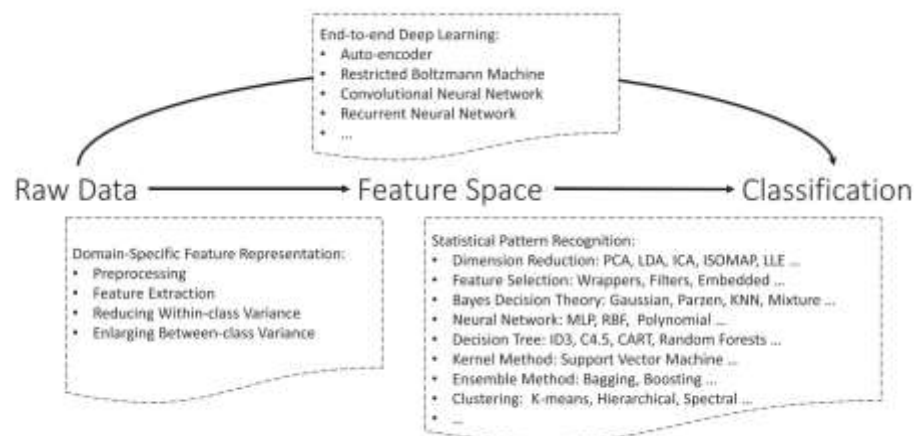 End-to-end Deep Learning:
• Auto-encoder
• Restricted Boltzmann Machine
• Convolutional Neural Network
• Recurrent Neural Network
• ...
Raw Data
Feature Space
Classification
Domain-Specific Feature Representation:
• Preprocessing
• Feature Extraction
• Reducing Within-class Variance
• Enlarging Between-class Variance
Statistical Pattern Recognition:
• Dimension Reduction: PCA, LDA, ICA, ISOMAP, LLE ...
• Feature Selection: Wrappers, Filters, Embedded ...
• Bayes Decision Theory: Gaussian, Parzen, KNN, Mixture ...
• Neural Network: MLP, RBF, Polynomial ...
• Decision Tree: ID3, C4.5, CART, Random Forests ...
• Kernel Method: Support Vector Machine ...
• Ensemble Method: Bagging, Boosting ...
• Clustering: K-means, Hierarchical, Spectral ...
• ...